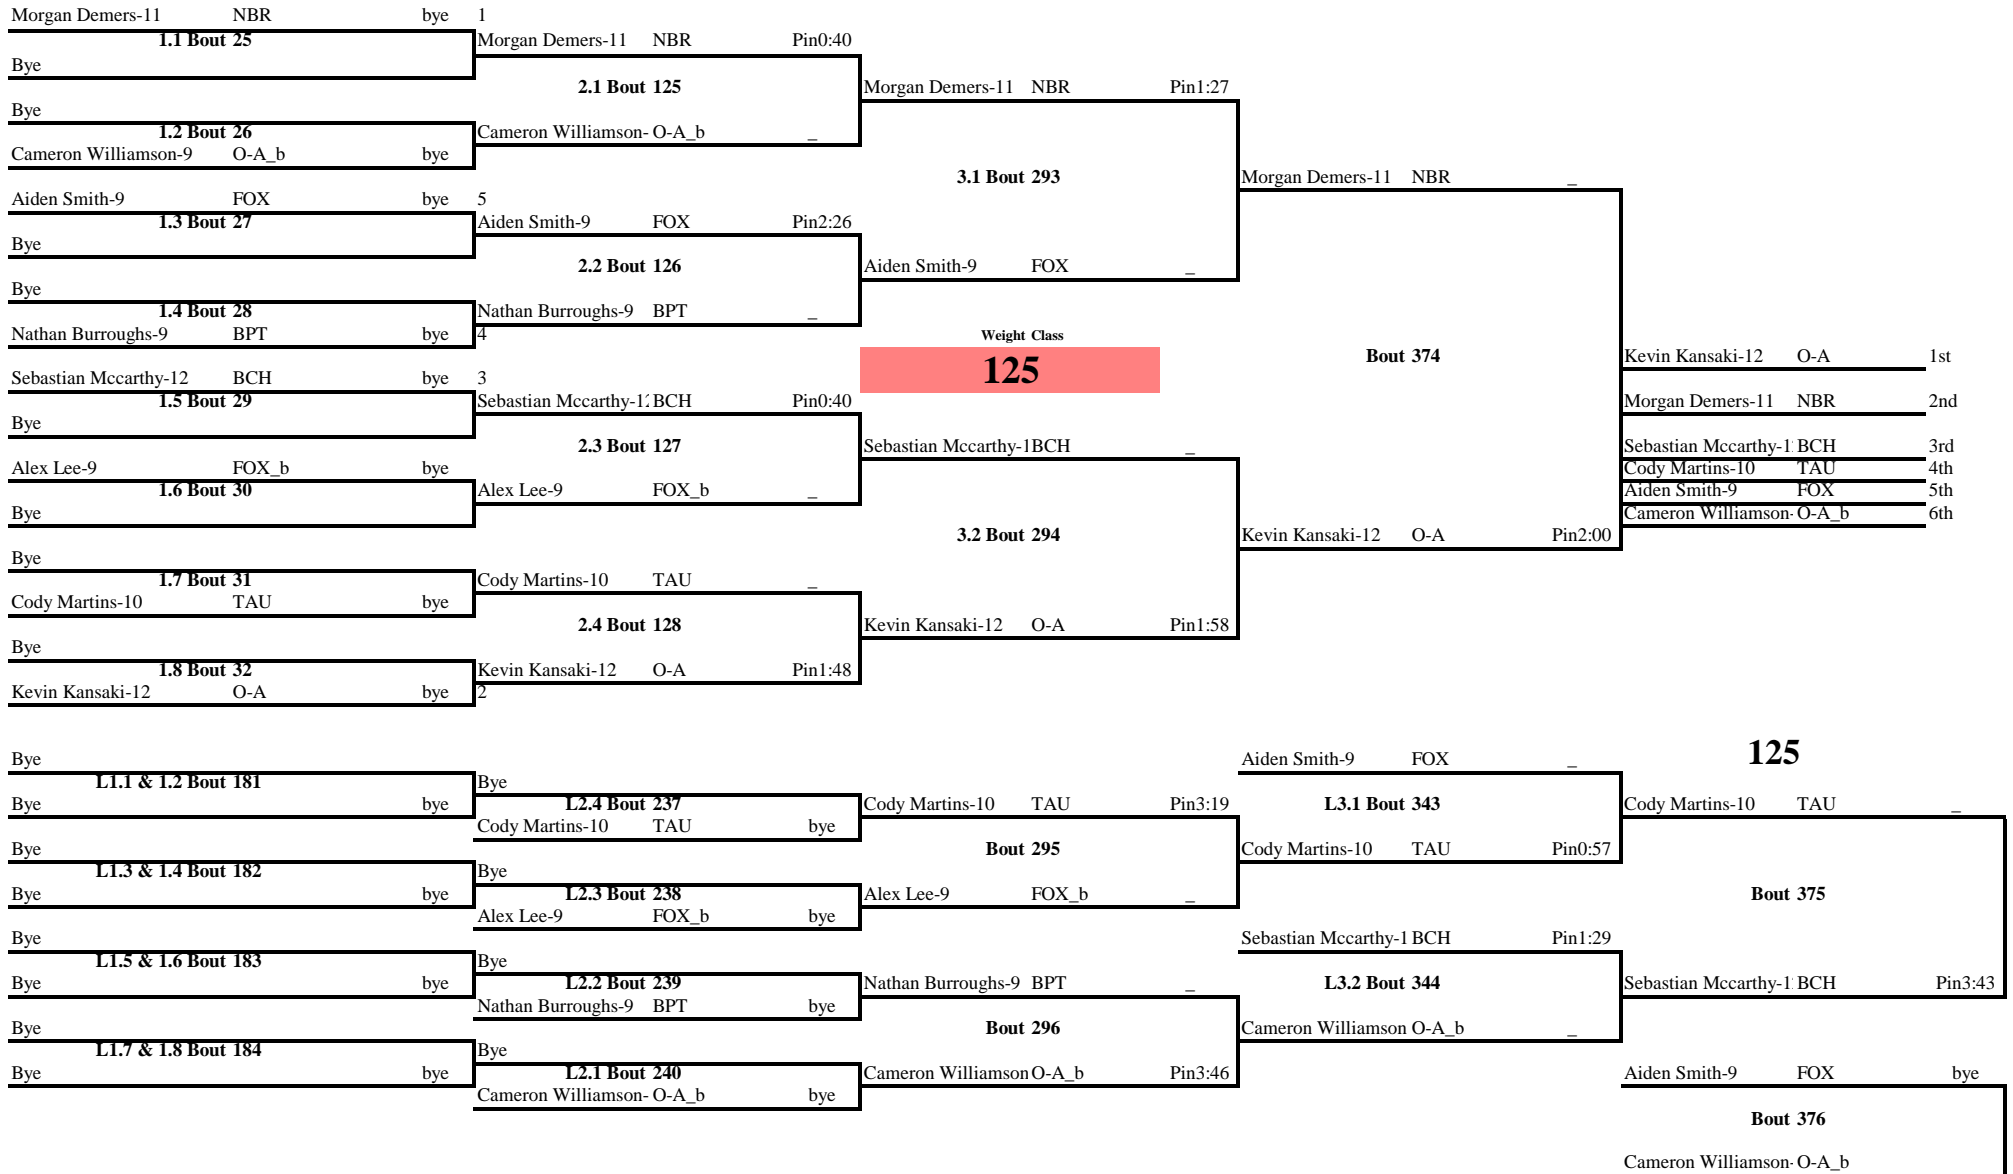 Morgan Demers-11 NBR bye 1
1.1 Bout 25
Morgan Demers-11 NBR Pin0:40
Bye
2.1 Bout 125
Morgan Demers-11 NBR Pin1:27
Bye
1.2 Bout 26
Cameron Williamson- O-A_b _
Cameron Williamson-9 O-A_b bye
3.1 Bout 293
Morgan Demers-11 NBR _
Aiden Smith-9 FOX bye 5
1.3 Bout 27
Aiden Smith-9 FOX Pin2:26
Bye
2.2 Bout 126
Aiden Smith-9 FOX _
Bye
1.4 Bout 28
Nathan Burroughs-9 BPT _
Nathan Burroughs-9 BPT bye 4
Weight Class
125
Bout 374
Kevin Kansaki-12 O-A 1st
Sebastian Mccarthy-12 BCH bye 3
1.5 Bout 29
Sebastian Mccarthy-12 BCH Pin0:40
Morgan Demers-11 NBR 2nd
Bye
2.3 Bout 127
Sebastian Mccarthy-1 BCH _
Sebastian Mccarthy-1 BCH 3rd
Alex Lee-9 FOX_b bye
Cody Martins-10 TAU 4th
1.6 Bout 30
Alex Lee-9 FOX_b _
Aiden Smith-9 FOX 5th
Bye
Cameron Williamson- O-A_b 6th
3.2 Bout 294
Kevin Kansaki-12 O-A Pin2:00
Bye
1.7 Bout 31
Cody Martins-10 TAU _
Cody Martins-10 TAU bye
2.4 Bout 128
Kevin Kansaki-12 O-A Pin1:58
Bye
1.8 Bout 32
Kevin Kansaki-12 O-A Pin1:48
Kevin Kansaki-12 O-A bye 2
125
Bye
Aiden Smith-9 FOX _
L1.1 & 1.2 Bout 181
Bye
Bye bye
L2.4 Bout 237
Cody Martins-10 TAU Pin3:19
L3.1 Bout 343
Cody Martins-10 TAU _
Cody Martins-10 TAU bye
Bye
Bout 295
Cody Martins-10 TAU Pin0:57
L1.3 & 1.4 Bout 182
Bye
Bye bye
L2.3 Bout 238
Alex Lee-9 FOX_b _
Bout 375
Alex Lee-9 FOX_b bye
Bye
Sebastian Mccarthy-1 BCH Pin1:29
L1.5 & 1.6 Bout 183
Bye
Bye bye
L2.2 Bout 239
Nathan Burroughs-9 BPT _
L3.2 Bout 344
Sebastian Mccarthy-1 BCH Pin3:43
Nathan Burroughs-9 BPT bye
Bye
Bout 296
Cameron Williamson O-A_b _
L1.7 & 1.8 Bout 184
Bye
Bye bye
L2.1 Bout 240
Cameron Williamson O-A_b Pin3:46
Aiden Smith-9 FOX bye
Cameron Williamson- O-A_b bye
Bout 376
Cameron Williamson- O-A_b